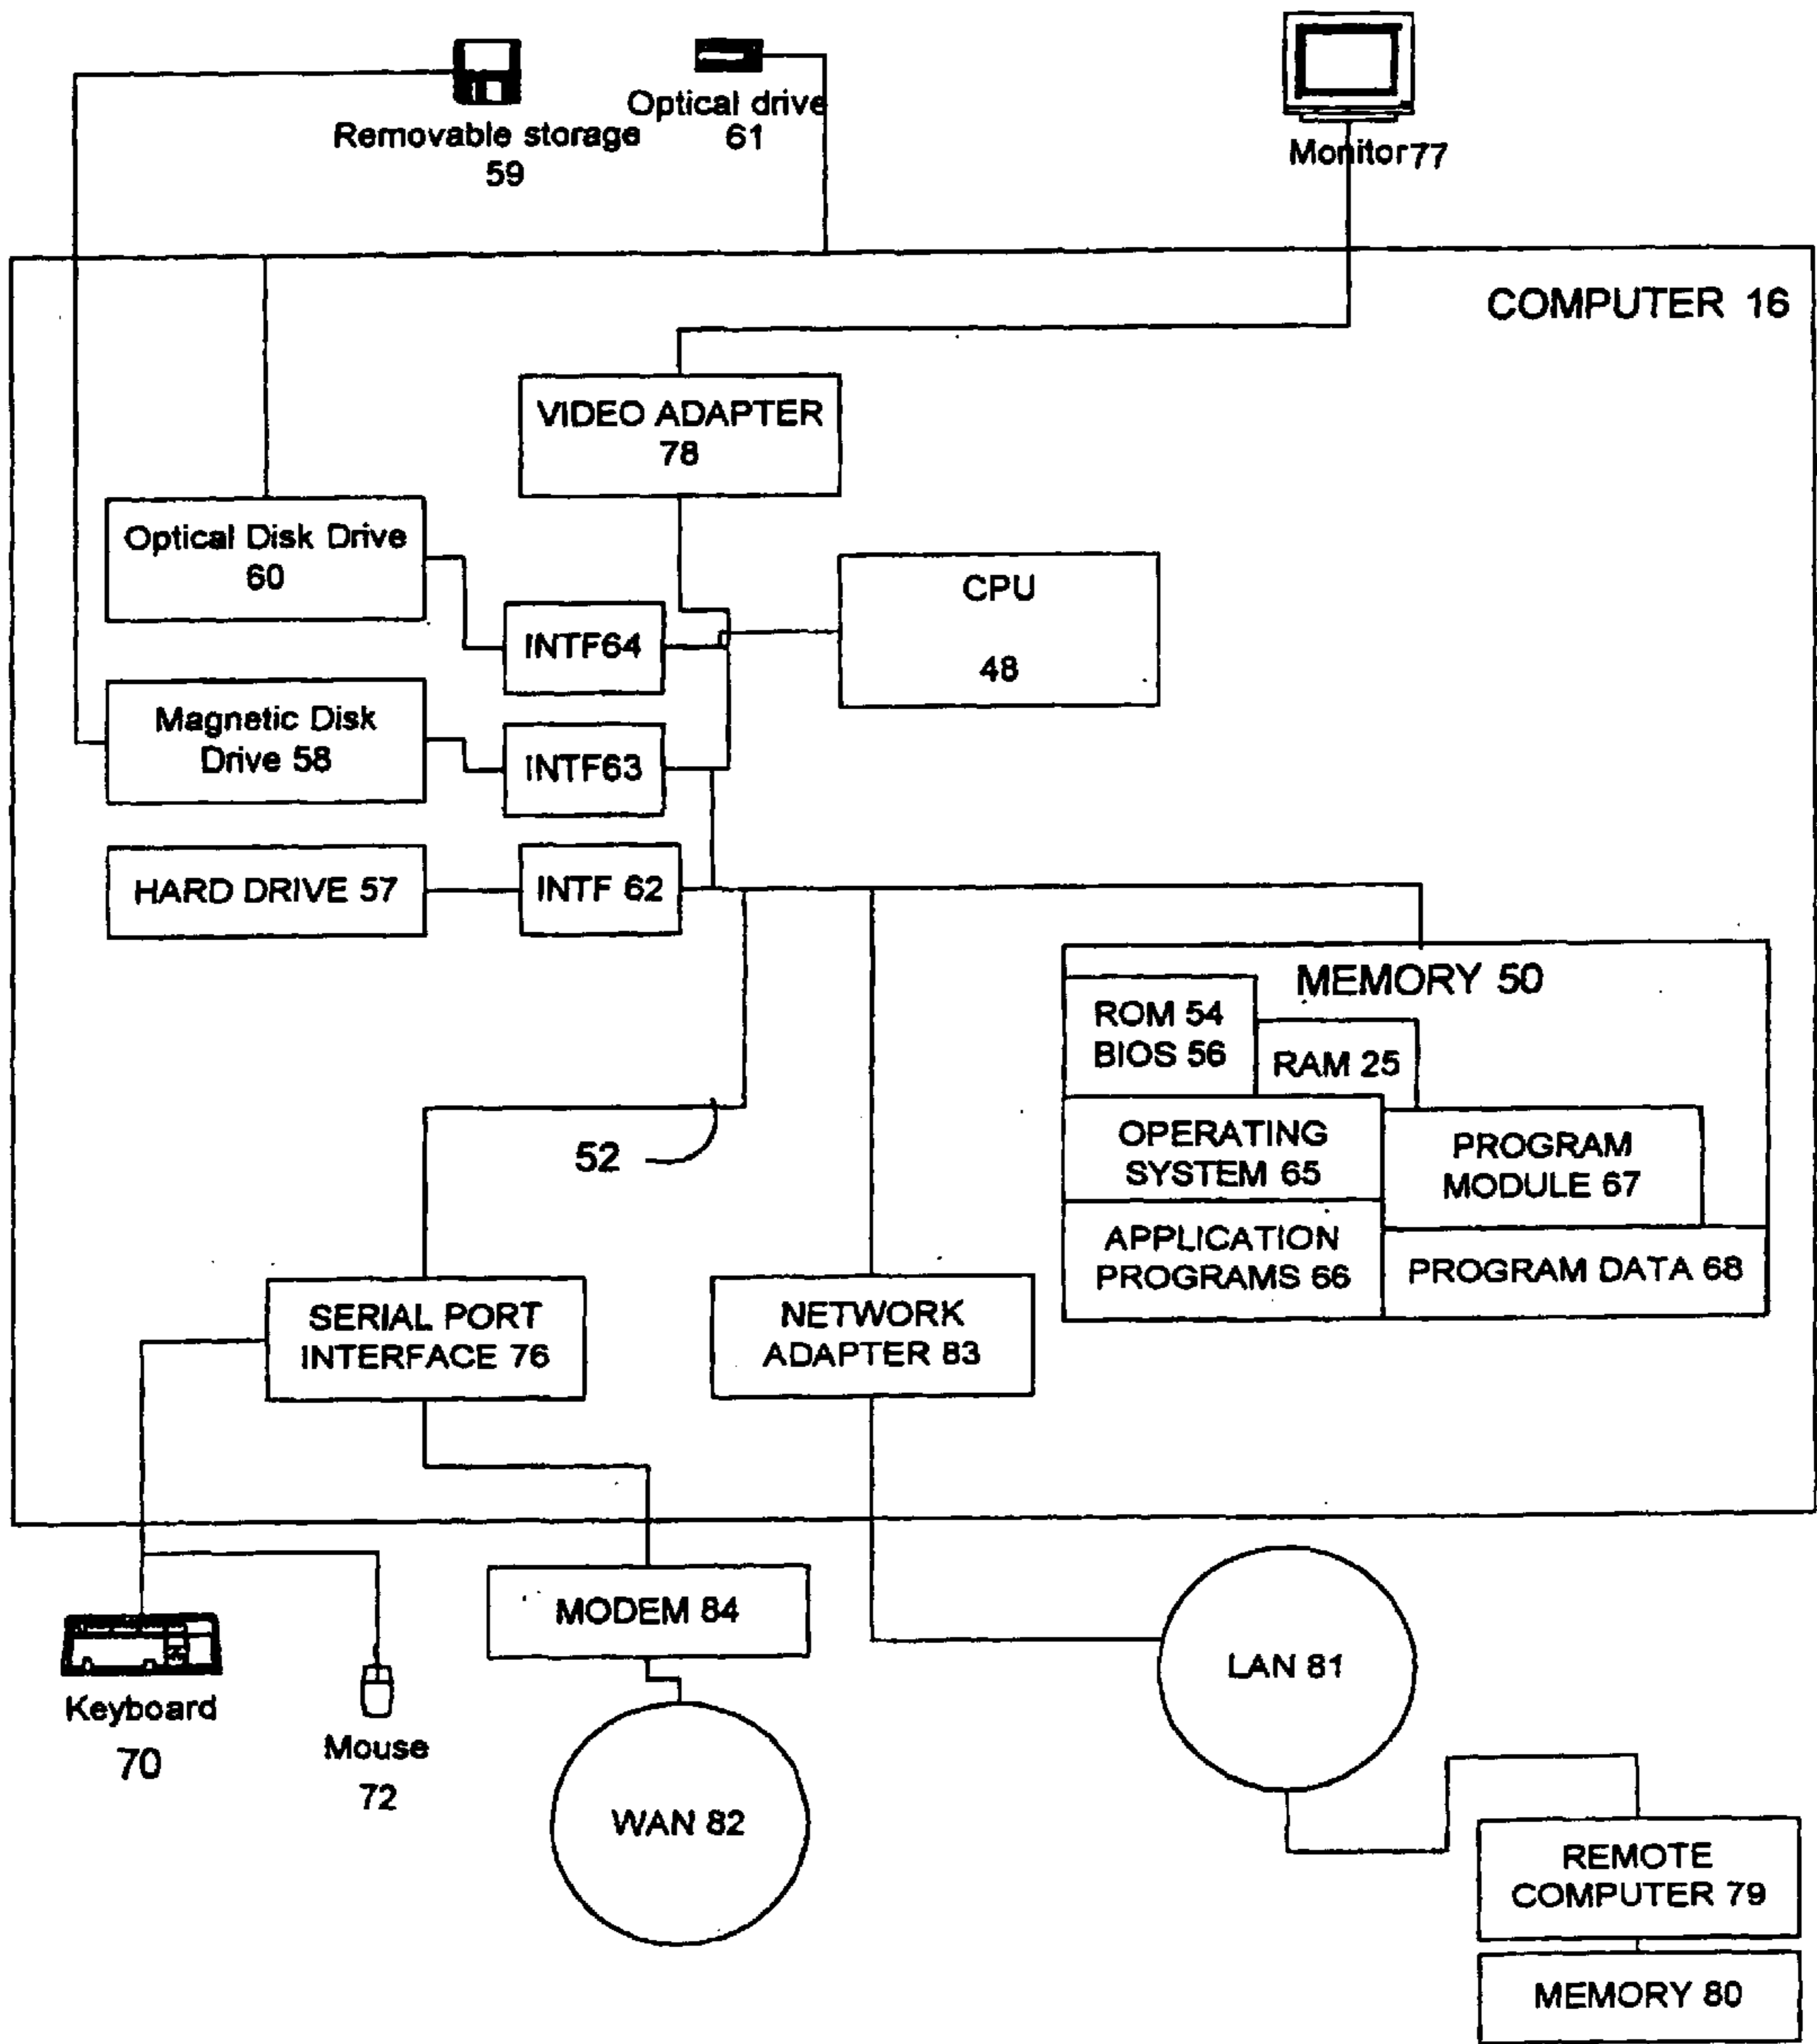 Removable storage
59
Optical drive
61
Monitor 77
COMPUTER 16
VIDEO ADAPTER
78
Optical Disk Drive
60
INTF64
CPU
48
Magnetic Disk
Drive 58
INTF63
HARD DRIVE 57
INTF 62
MEMORY 50
ROM 54
BIOS 56
RAM 25
OPERATING
SYSTEM 65
PROGRAM
MODULE 67
APPLICATION
PROGRAMS 66
PROGRAM DATA 68
52
SERIAL PORT
INTERFACE 76
NETWORK
ADAPTER 83
MODEM 84
LAN 81
Keyboard
70
Mouse
72
WAN 82
REMOTE
COMPUTER 79
MEMORY 80